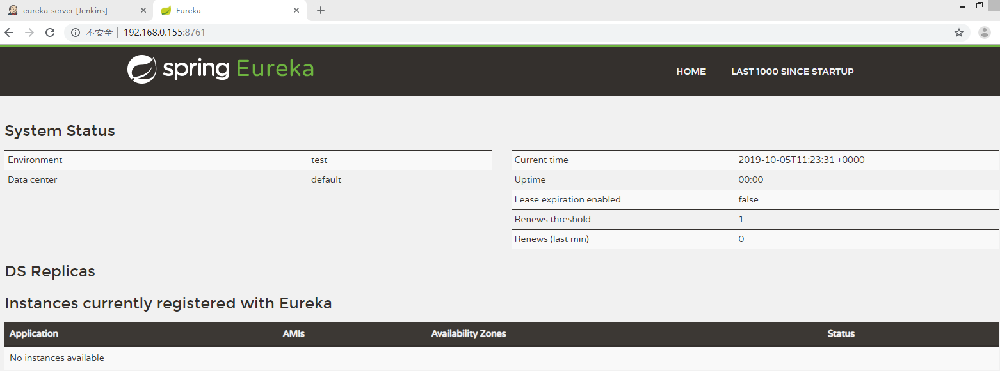 eureka-server [Jenkins]
Eureka
不安全
192.168.0.155:8761
spring Eureka
HOME
LAST 1000 SINCE STARTUP
System Status
Environment test
Data center default
Current time 2019-10-05T11:23:31 +0000
Uptime 00:00
Lease expiration enabled false
Renews threshold 1
Renews (last min) 0
DS Replicas
Instances currently registered with Eureka
Application AMIs Availability Zones Status
No instances available